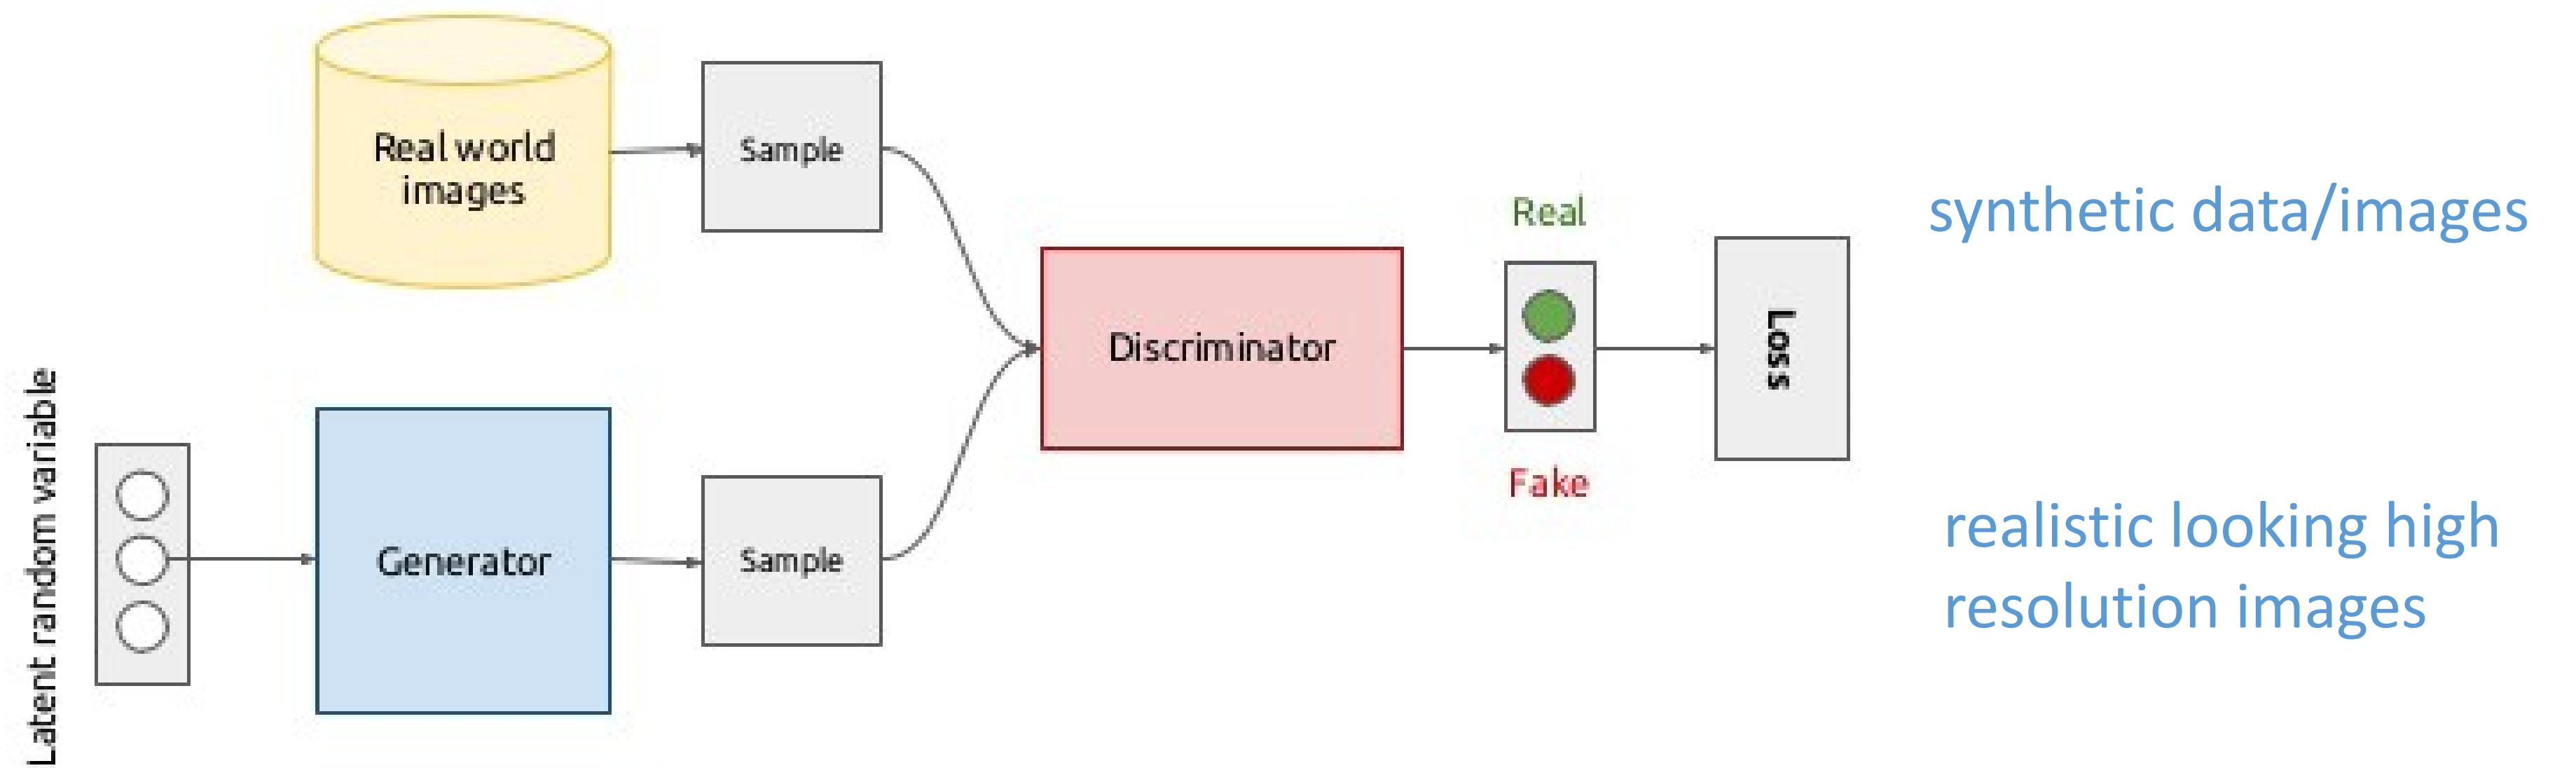 Real world
images
Sample
Real
synthetic data/images
Discriminator
Loss
Latent random variable
Generator
Sample
Fake
realistic looking high
resolution images